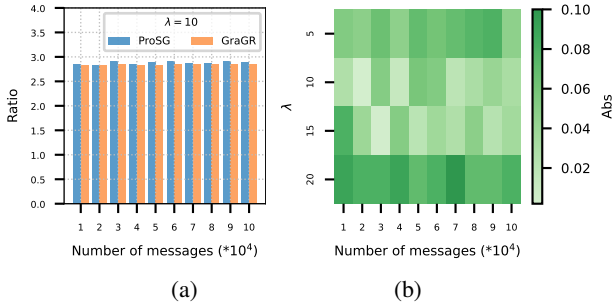 λ = 10
ProSG
GraGR
Ratio
4.0
3.5
3.0
2.5
2.0
1.5
1.0
0.5
0.0
1 2 3 4 5 6 7 8 9 10
Number of messages (*10⁴)
(a)
λ
5
10
15
20
1 2 3 4 5 6 7 8 9 10
Number of messages (*10⁴)
0.10
0.08
0.06
0.04
0.02
Abs
(b)